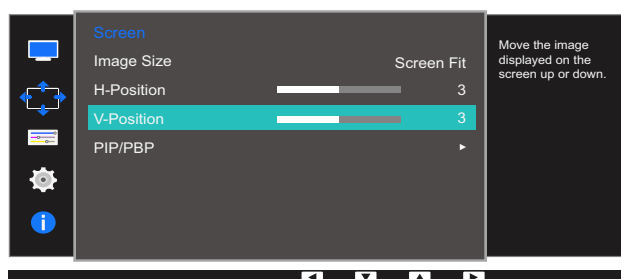 Screen
Image Size Screen Fit
H-Position 3
V-Position 3
PIP/PBP
Move the image
displayed on the
screen up or down.